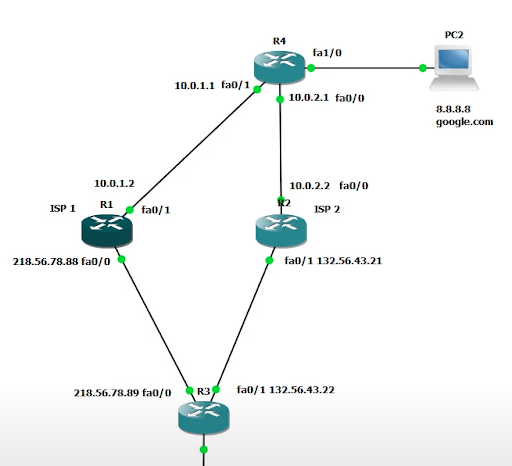 R4
PC2
fa1/0
10.0.1.1 fa0/1
10.0.2.1 fa0/0
8.8.8.8
google.com
10.0.1.2
10.0.2.2 fa0/0
ISP 1 R1 fa0/1
R2 ISP 2
218.56.78.88 fa0/0
fa0/1 132.56.43.21
218.56.78.89 fa0/0
R3
fa0/1 132.56.43.22